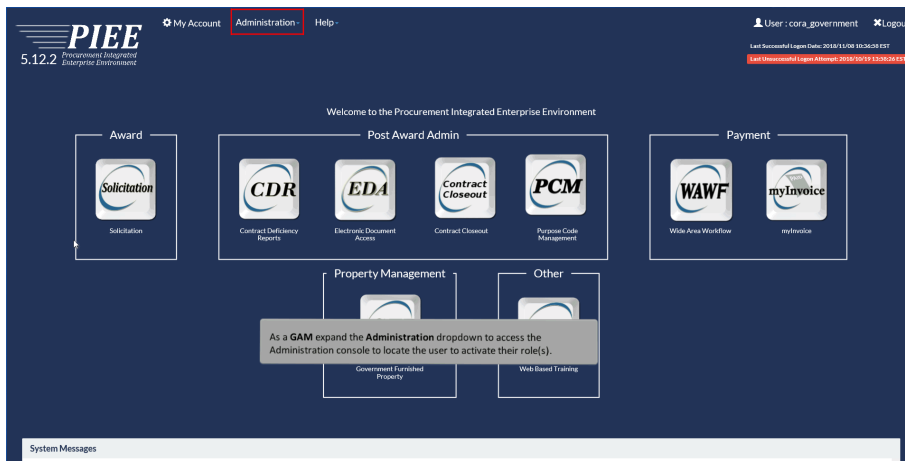 PIEE
5.12.2 Procurement Integrated
Enterprise Environment
My Account Administration Help
User : cora_government Logou
Last Successful Logon Date: 2018/11/08 10:36:50 EST
Last Unsuccessful Logon Attempt: 2018/10/19 13:50:26 EST
Welcome to the Procurement Integrated Enterprise Environment
Award
Solicitation
Solicitation
Post Award Admin
CDR
Contract Deficiency
Reports
EDA
Electronic Document
Access
Contract
Closeout
Contract Closeout
PCM
Purpose Code
Management
Payment
WAWF
Wide Area Workflow
myInvoice
myInvoice
Property Management
Other
As a GAM expand the Administration dropdown to access the
Administration console to locate the user to activate their role(s).
Government Furnished
Property
Web Based Training
System Messages